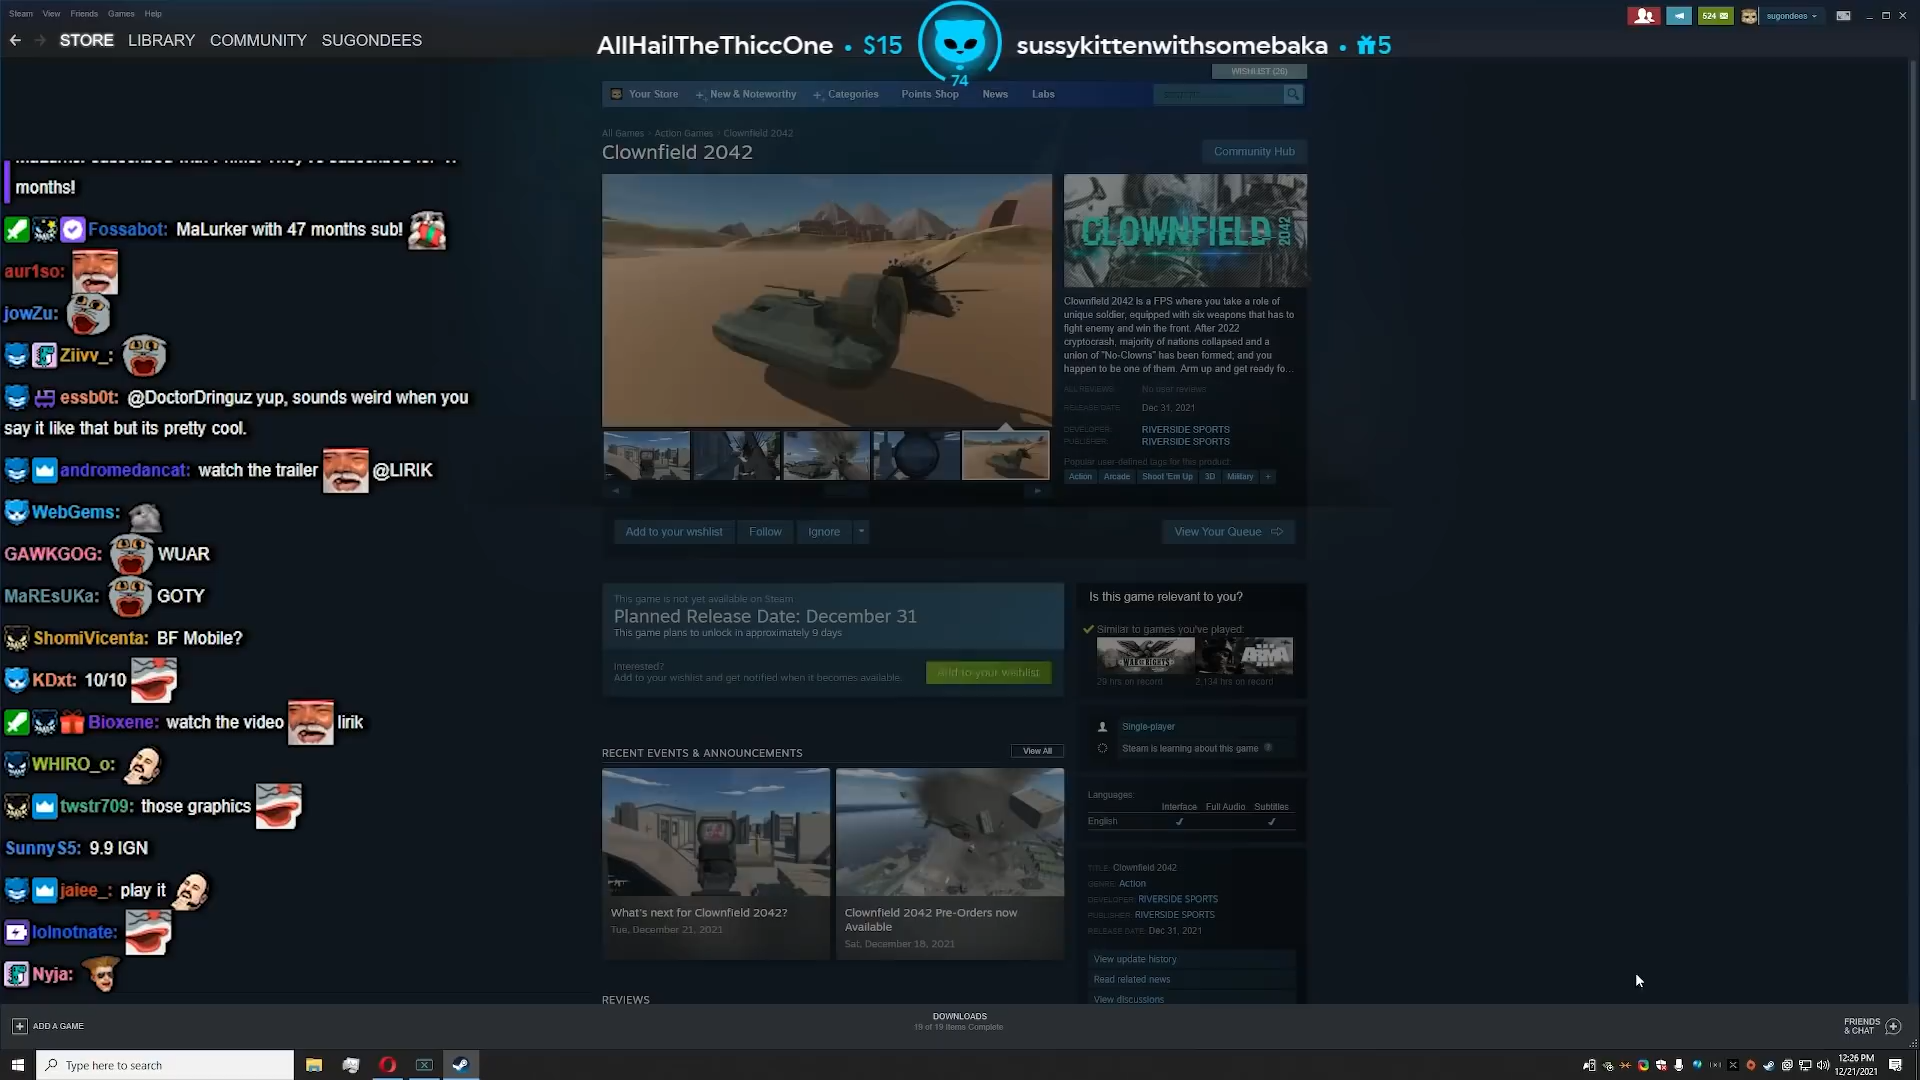 Steam View Friends Games Help
524
sugondees
STORE LIBRARY COMMUNITY SUGONDEES
AllHailTheThiccOne • $15
74
sussykittenwithsomebaka • 5
WISHLIST (20)
Your Store New & Noteworthy Categories Points Shop News Labs
All Games > Action Games > Clownfield 2042
Clownfield 2042
Community Hub
CLOWNFIELD 2042
Clownfield 2042 is a FPS where you take a role of
unique soldier, equipped with six weapons that has to
fight enemy and win the front. After 2022
cryptocrash, majority of nations collapsed and a
union of "No-Clowns" has been formed; and you
happen to be one of them. Arm up and get ready fo...
ALL REVIEWS: No user reviews
RELEASE DATE: Dec 31, 2021
DEVELOPER: RIVERSIDE SPORTS
PUBLISHER: RIVERSIDE SPORTS
Popular user-defined tags for this product:
Action Arcade Shoot 'Em Up 3D Military +
Add to your wishlist Follow Ignore
View Your Queue
This game is not yet available on Steam
Planned Release Date: December 31
This game plans to unlock in approximately 9 days
Interested?
Add to your wishlist and get notified when it becomes available.
Add to your wishlist
Is this game relevant to you?
Similar to games you've played:
WAR OF RIGHTS
ARMA
29 hrs on record 2,134 hrs on record
Single-player
Steam is learning about this game
Languages:
Interface Full Audio Subtitles
English ✔ ✔
TITLE: Clownfield 2042
GENRE: Action
DEVELOPER: RIVERSIDE SPORTS
PUBLISHER: RIVERSIDE SPORTS
RELEASE DATE: Dec 31, 2021
View update history
Read related news
View discussions
RECENT EVENTS & ANNOUNCEMENTS
View All
What's next for Clownfield 2042?
Tue, December 21, 2021
Clownfield 2042 Pre-Orders now
Available
Sat, December 18, 2021
REVIEWS
months!
Fossabot: MaLurker with 47 months sub!
aur1so:
jowZu:
Ziivv_:
essb0t: @DoctorDringuz yup, sounds weird when you
say it like that but its pretty cool.
andromedancat: watch the trailer @LIRIK
WebGems:
GAWKGOG: WUAR
MaREsUKa: GOTY
ShomiVicenta: BF Mobile?
KDxt: 10/10
Bioxene: watch the video lirik
WHIRO_o:
twstr709: those graphics
SunnyS5: 9.9 IGN
jaiee_: play it
lolnotnate:
Nyja:
ADD A GAME
DOWNLOADS
19 of 19 Items Complete
FRIENDS
& CHAT
Type here to search
12:26 PM
12/21/2021